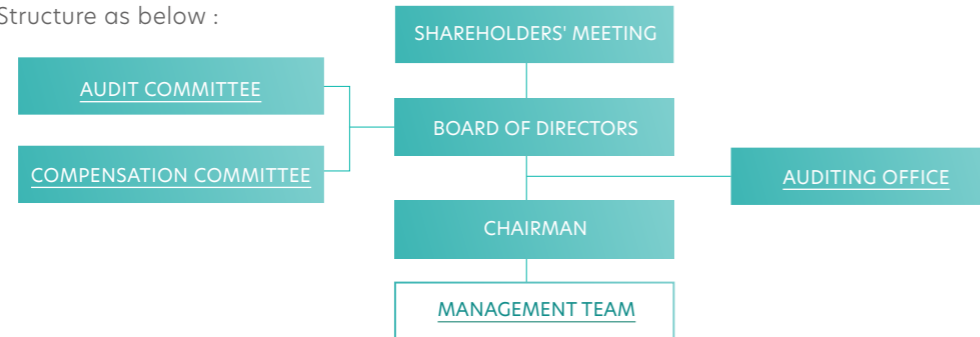 Structure as below :
SHAREHOLDERS' MEETING
AUDIT COMMITTEE
BOARD OF DIRECTORS
COMPENSATION COMMITTEE
AUDITING OFFICE
CHAIRMAN
MANAGEMENT TEAM